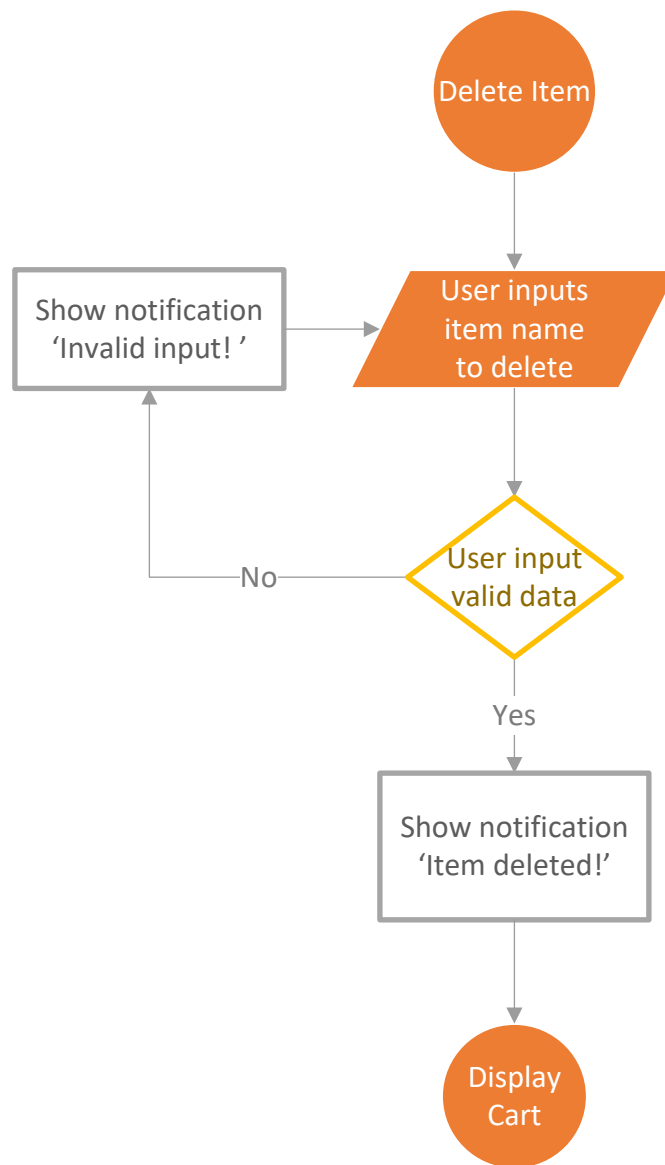 Delete Item
Show notification
‘Invalid input! ’
User inputs
item name
to delete
No
User input
valid data
Yes
Show notification
‘Item deleted!’
Display
Cart